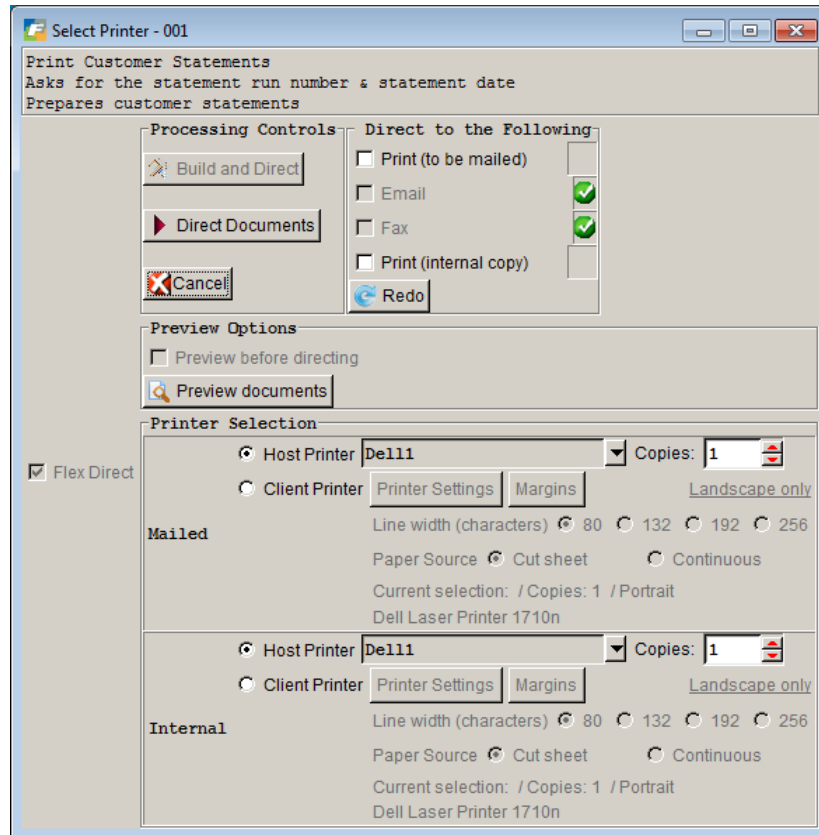 Select Printer - 001
Print Customer Statements
Asks for the statement run number & statement date
Prepares customer statements
Processing Controls
Build and Direct
Direct Documents
Cancel
Direct to the Following
Print (to be mailed)
Email
Fax
Print (internal copy)
Redo
Preview Options
Preview before directing
Preview documents
Flex Direct
Printer Selection
Mailed
Host Printer Dell1 Copies: 1
Client Printer Printer Settings Margins Landscape only
Line width (characters) 80 132 192 256
Paper Source Cut sheet Continuous
Current selection: / Copies: 1 / Portrait
Dell Laser Printer 1710n
Internal
Host Printer Dell1 Copies: 1
Client Printer Printer Settings Margins Landscape only
Line width (characters) 80 132 192 256
Paper Source Cut sheet Continuous
Current selection: / Copies: 1 / Portrait
Dell Laser Printer 1710n